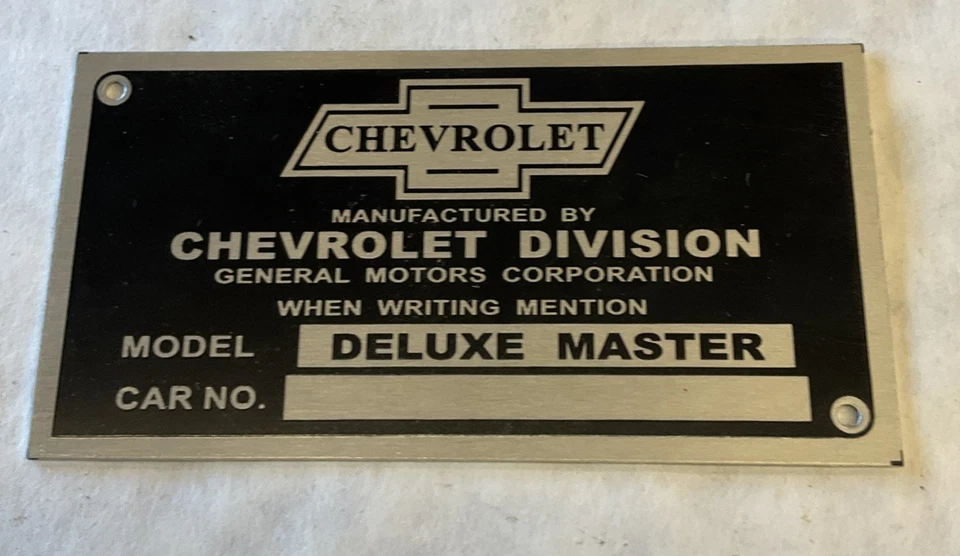 CHEVROLET
MANUFACTURED BY
CHEVROLET DIVISION
GENERAL MOTORS CORPORATION
WHEN WRITING MENTION
MODEL DELUXE MASTER
CAR NO.